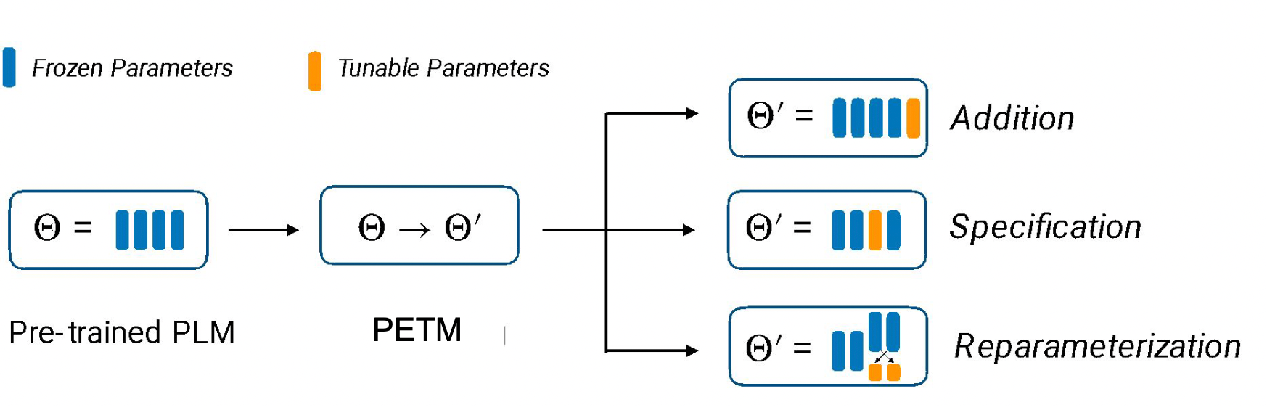 Frozen Parameters
Tunable Parameters
Θ′ =
Addition
Θ =
Θ → Θ′
Θ′ =
Specification
Pre-trained PLM
PETM
Θ′ =
Reparameterization